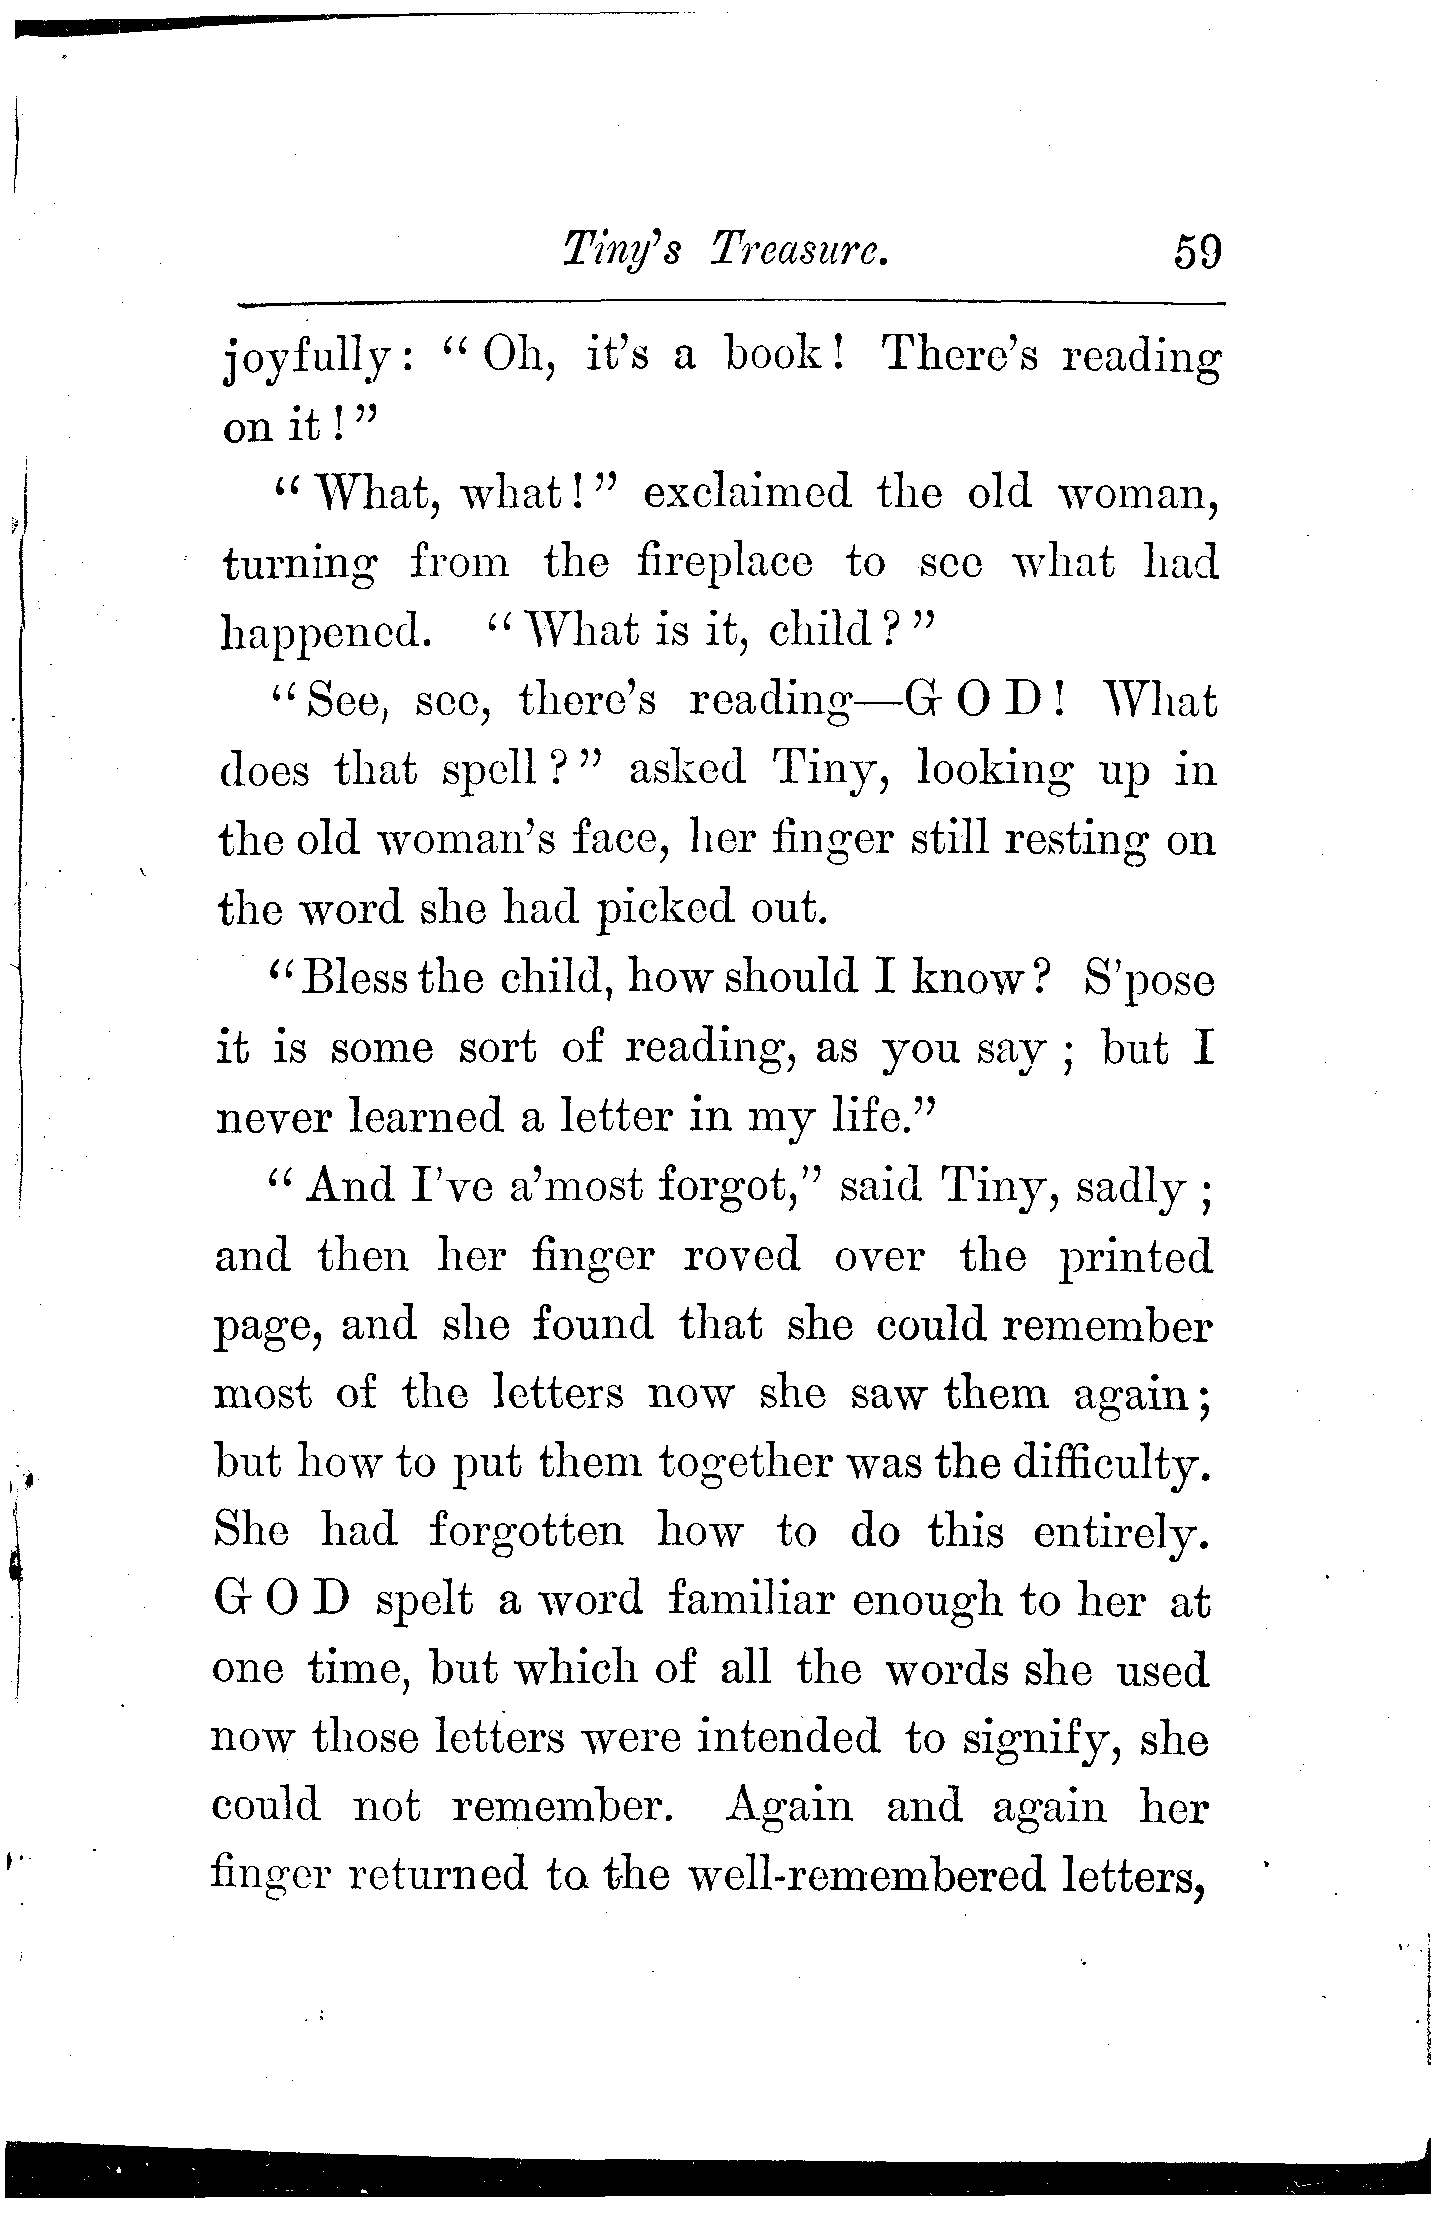 Tiny's Treasure. 59
joyfully: "Oh, it's a book! There's reading
on it!"
"What, what!" exclaimed the old woman,
turning from the fireplace to see what had
happened. "What is it, child?"
"See, see, there's reading—G O D! What
does that spell?" asked Tiny, looking up in
the old woman's face, her finger still resting on
the word she had picked out.
"Bless the child, how should I know? S'pose
it is some sort of reading, as you say; but I
never learned a letter in my life."
"And I've a'most forgot," said Tiny, sadly;
and then her finger roved over the printed
page, and she found that she could remember
most of the letters now she saw them again;
but how to put them together was the difficulty.
She had forgotten how to do this entirely.
G O D spelt a word familiar enough to her at
one time, but which of all the words she used
now those letters were intended to signify, she
could not remember. Again and again her
finger returned to the well-remembered letters,